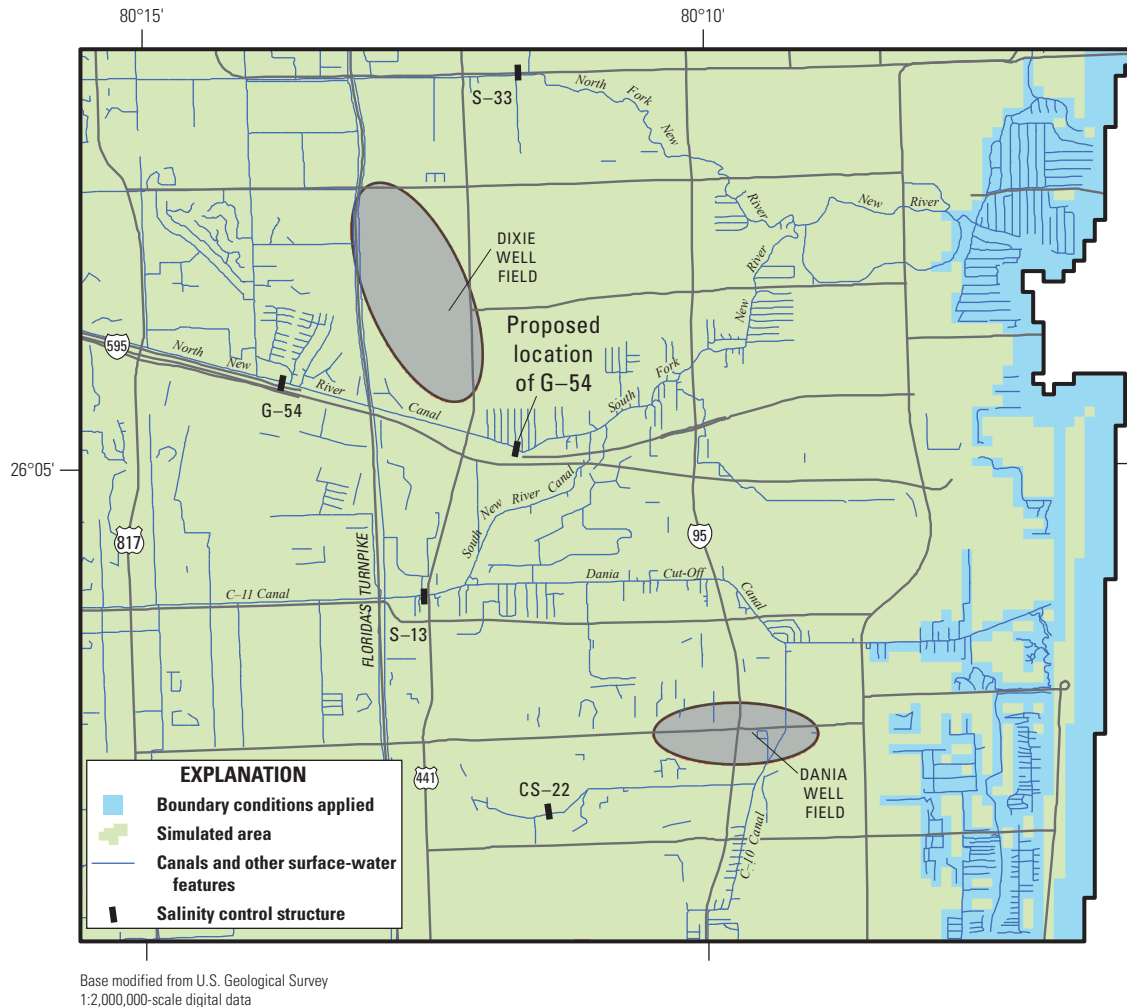 80°15'
80°10'
S–33
North
Fork
New
River
New
River
DIXIE
WELL
FIELD
River
New
Proposed
location
of G–54
595
North
New
River
Canal
G–54
Fork
South
26°05'
South
New
River
Canal
817
95
FLORIDA'S TURNPIKE
C–11 Canal
Dania
Cut-Off
Canal
S–13
441
CS–22
DANIA
WELL
FIELD
C–10 Canal
EXPLANATION
Boundary conditions applied
Simulated area
Canals and other surface-water
features
Salinity control structure
Base modified from U.S. Geological Survey
1:2,000,000-scale digital data